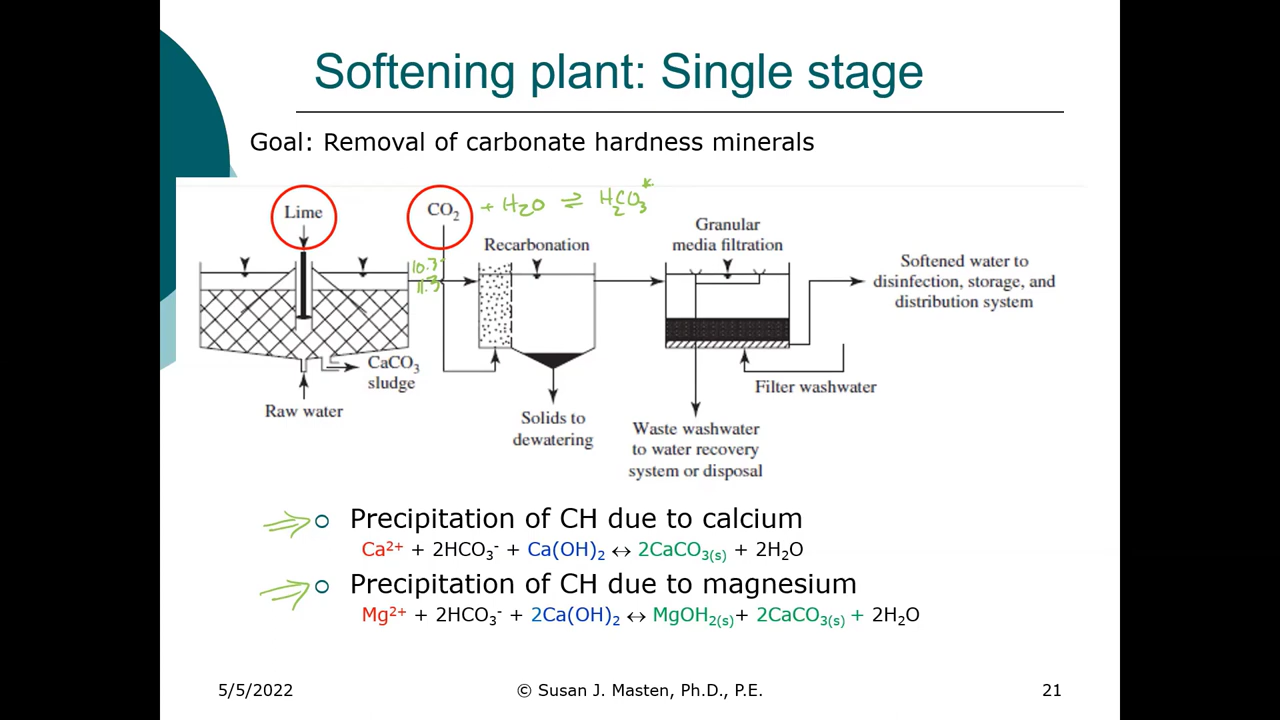 Softening plant: Single stage
Goal: Removal of carbonate hardness minerals
Lime
CO₂ + H₂O ⇌ H₂CO₃*
Recarbonation
Granular
media filtration
10.3
11.3
Softened water to
disinfection, storage, and
distribution system
CaCO₃
sludge
Raw water
Filter washwater
Solids to
dewatering
Waste washwater
to water recovery
system or disposal
Precipitation of CH due to calcium
Ca²⁺ + 2HCO₃⁻ + Ca(OH)₂ ↔ 2CaCO₃₍ₛ₎ + 2H₂O
Precipitation of CH due to magnesium
Mg²⁺ + 2HCO₃⁻ + 2Ca(OH)₂ ↔ MgOH₂₍ₛ₎+ 2CaCO₃₍ₛ₎ + 2H₂O
5/5/2022
© Susan J. Masten, Ph.D., P.E.
21